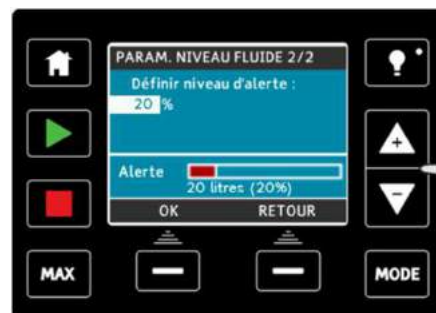 PARAM. NIVEAU FLUIDE 2/2
Définir niveau d'alerte :
20 %
Alerte
20 litres (20%)
OK RETOUR
MAX
MODE